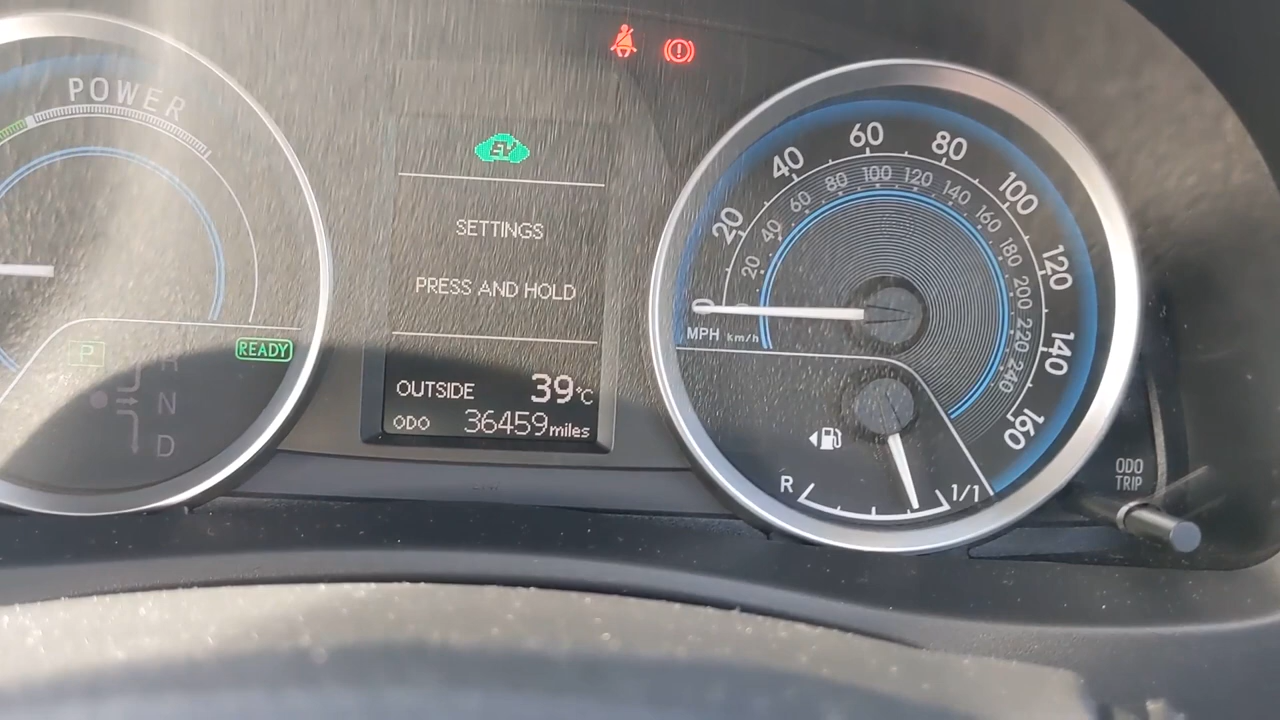 POWER
P
R
N
D
READY
EV
SETTINGS
PRESS AND HOLD
OUTSIDE 39°C
ODO 36459 miles
0 20 40 60 80 100 120 140 160
20 40 60 80 100 120 140 160 180 200 220 240
MPH km/h
R 1/1
ODO
TRIP